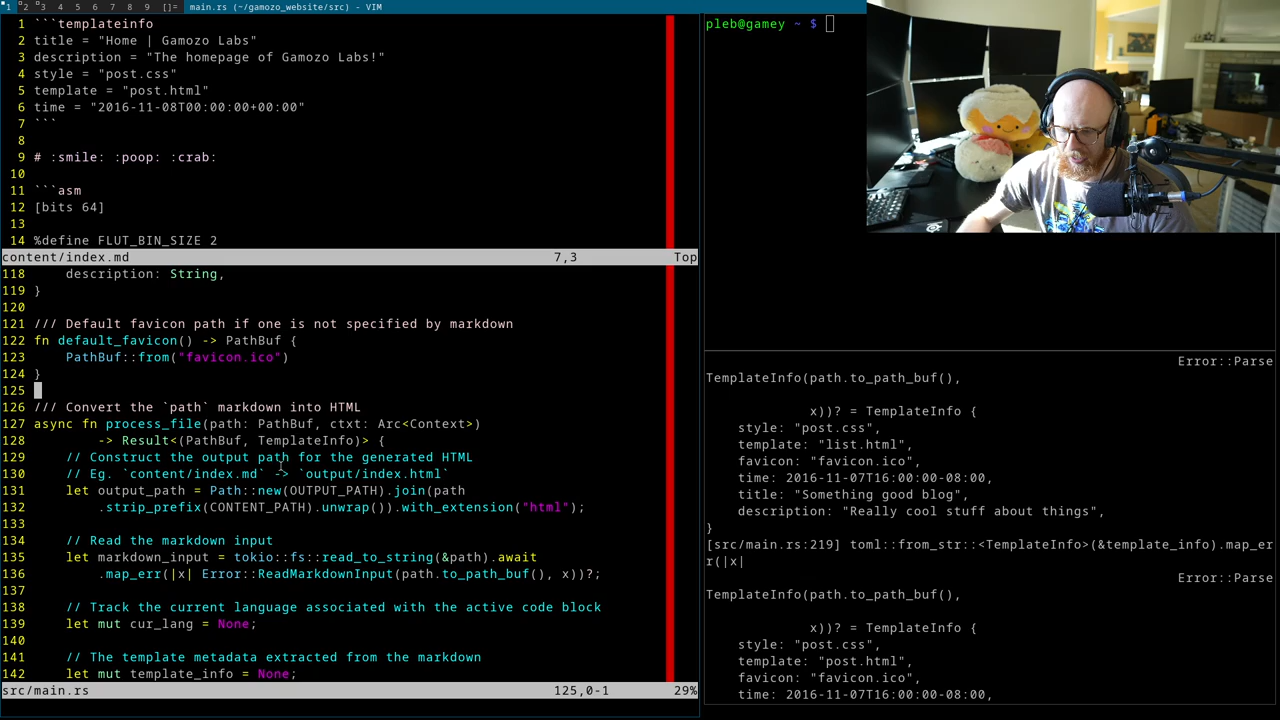 1 2 3 4 5 6 7 8 9 []= main.rs (~/gamozo_website/src) - VIM
1 ```templateinfo
2 title = "Home | Gamozo Labs"
3 description = "The homepage of Gamozo Labs!"
4 style = "post.css"
5 template = "post.html"
6 time = "2016-11-08T00:00:00+00:00"
7 ```
8
9 # :smile: :poop: :crab:
10
11 ```asm
12 [bits 64]
13
14 %define FLUT_BIN_SIZE 2
content/index.md 7,3 Top
118 description: String,
119 }
120
121 /// Default favicon path if one is not specified by markdown
122 fn default_favicon() -> PathBuf {
123 PathBuf::from("favicon.ico")
124 }
125
126 /// Convert the `path` markdown into HTML
127 async fn process_file(path: PathBuf, ctxt: Arc<Context>)
128 -> Result<(PathBuf, TemplateInfo)> {
129 // Construct the output path for the generated HTML
130 // Eg. `content/index.md` -> `output/index.html`
131 let output_path = Path::new(OUTPUT_PATH).join(path
132 .strip_prefix(CONTENT_PATH).unwrap()).with_extension("html");
133
134 // Read the markdown input
135 let markdown_input = tokio::fs::read_to_string(&path).await
136 .map_err(|x| Error::ReadMarkdownInput(path.to_path_buf(), x))?;
137
138 // Track the current language associated with the active code block
139 let mut cur_lang = None;
140
141 // The template metadata extracted from the markdown
142 let mut template_info = None;
src/main.rs 125,0-1 29%
pleb@gamey ~ $
Error::Parse
TemplateInfo(path.to_path_buf(),
x))? = TemplateInfo {
style: "post.css",
template: "list.html",
favicon: "favicon.ico",
time: 2016-11-07T16:00:00-08:00,
title: "Something good blog",
description: "Really cool stuff about things",
}
[src/main.rs:219] toml::from_str::<TemplateInfo>(&template_info).map_er
r(|x|
Error::Parse
TemplateInfo(path.to_path_buf(),
x))? = TemplateInfo {
style: "post.css",
template: "post.html",
favicon: "favicon.ico",
time: 2016-11-07T16:00:00-08:00,